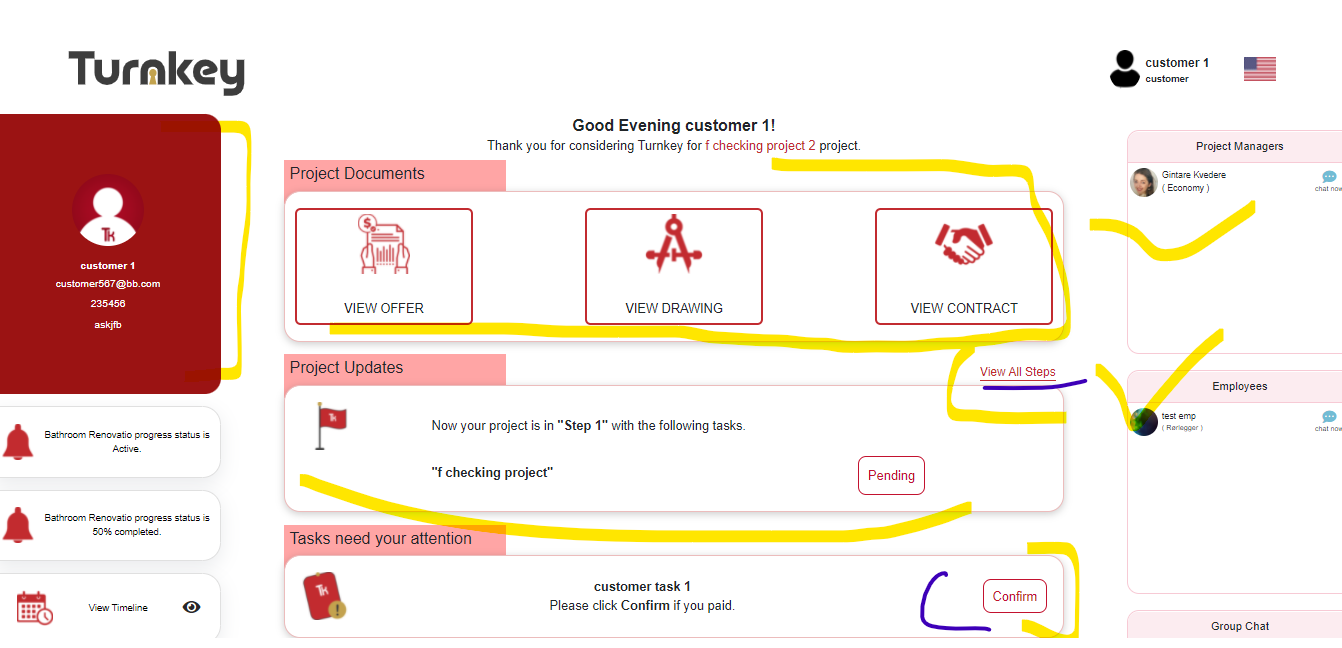 Turnkey
customer 1
customer
customer 1
customer567@bb.com
235456
askjfb
Bathroom Renovatio progress status is
Active.
Bathroom Renovatio progress status is
50% completed.
View Timeline
Good Evening customer 1!
Thank you for considering Turnkey for f checking project 2 project.
Project Documents
VIEW OFFER
VIEW DRAWING
VIEW CONTRACT
Project Updates
View All Steps
Now your project is in "Step 1" with the following tasks.
"f checking project"
Pending
Tasks need your attention
customer task 1
Please click Confirm if you paid.
Confirm
Project Managers
Gintare Kvedere
( Economy )
chat now
Employees
test emp
( Rørlegger )
chat now
Group Chat